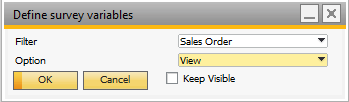 Define survey variables
Filter Sales Order
Option View
OK Cancel Keep Visible